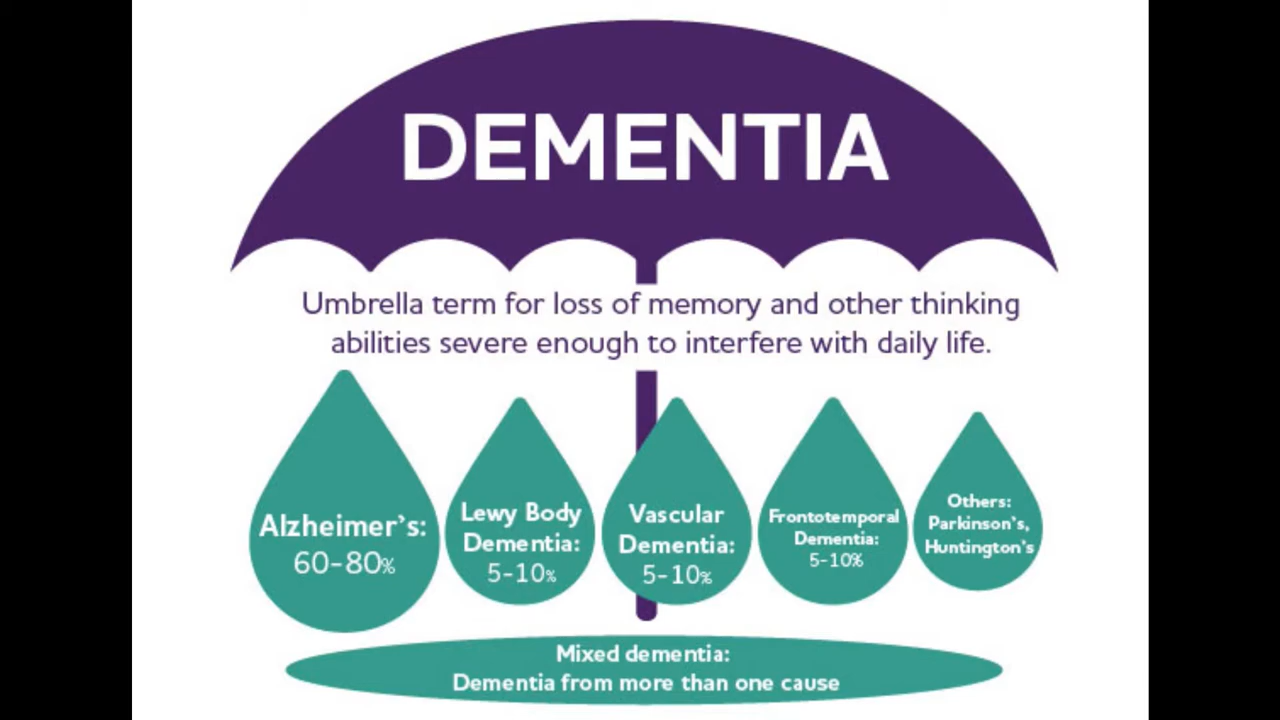 DEMENTIA
Umbrella term for loss of memory and other thinking
abilities severe enough to interfere with daily life.
Alzheimer's:
60-80%
Lewy Body
Dementia:
5-10%
Vascular
Dementia:
5-10%
Frontotemporal
Dementia:
5-10%
Others:
Parkinson's,
Huntington's
Mixed dementia:
Dementia from more than one cause